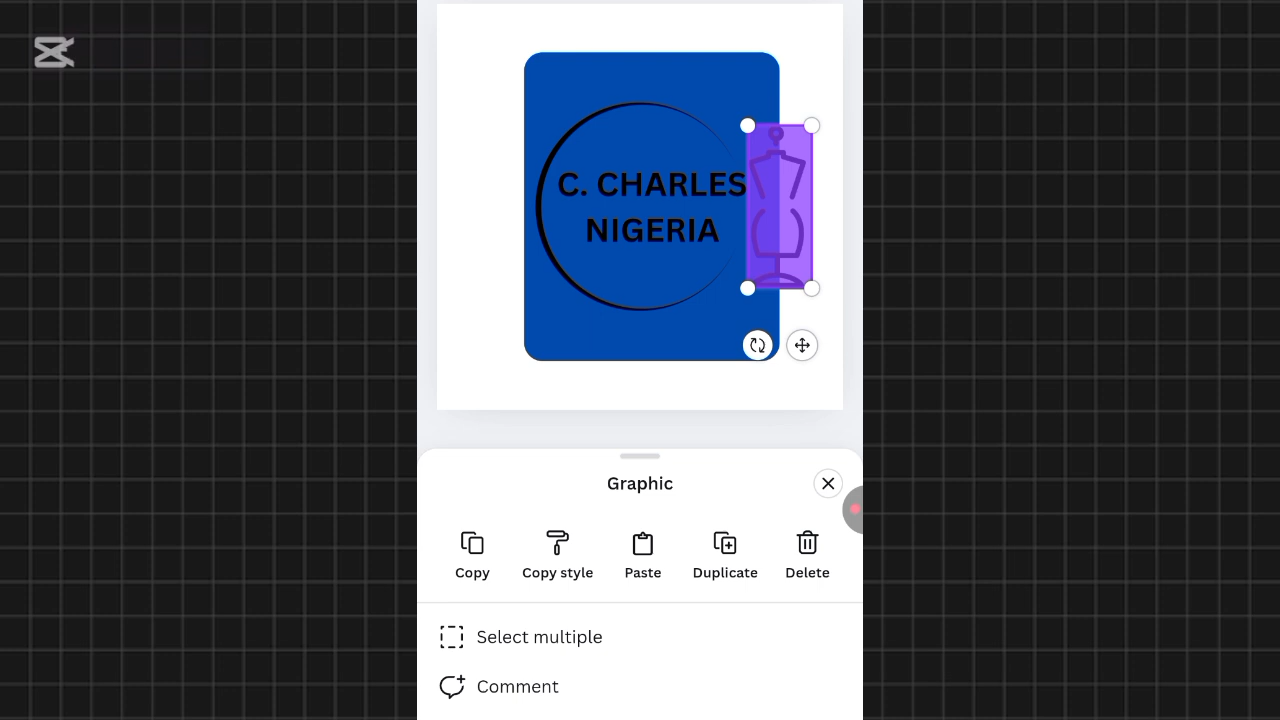 C. CHARLES
NIGERIA
Graphic
Copy
Copy style
Paste
Duplicate
Delete
Select multiple
Comment